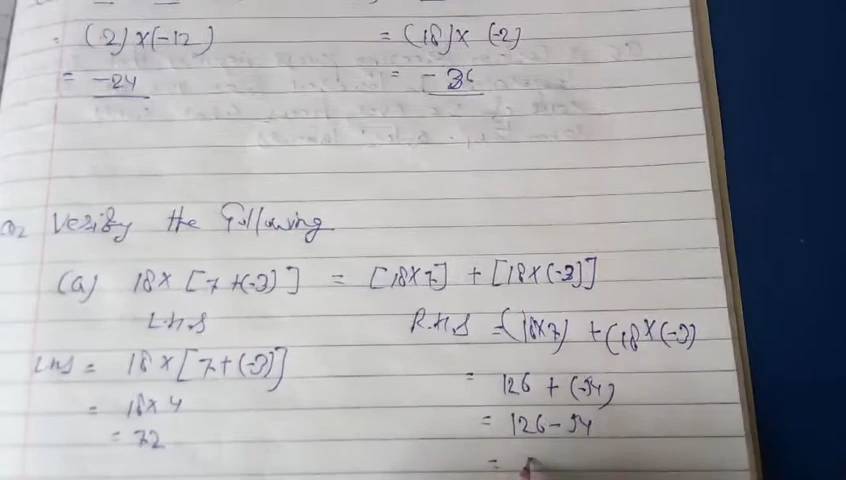 = (2) × (-12) = (18) × (-2)
= -24 = -36
Q2 Verify the Following
(a) 18 × [7 + (-3)] = [18 × 7] + [18 × (-3)]
L.H.S R.H.S = (18 × 7) + (18 × (-3)
LHS = 18 × [7 + (-3)] = 126 + (-54)
= 18 × 4 = 126 - 54
= 72 =